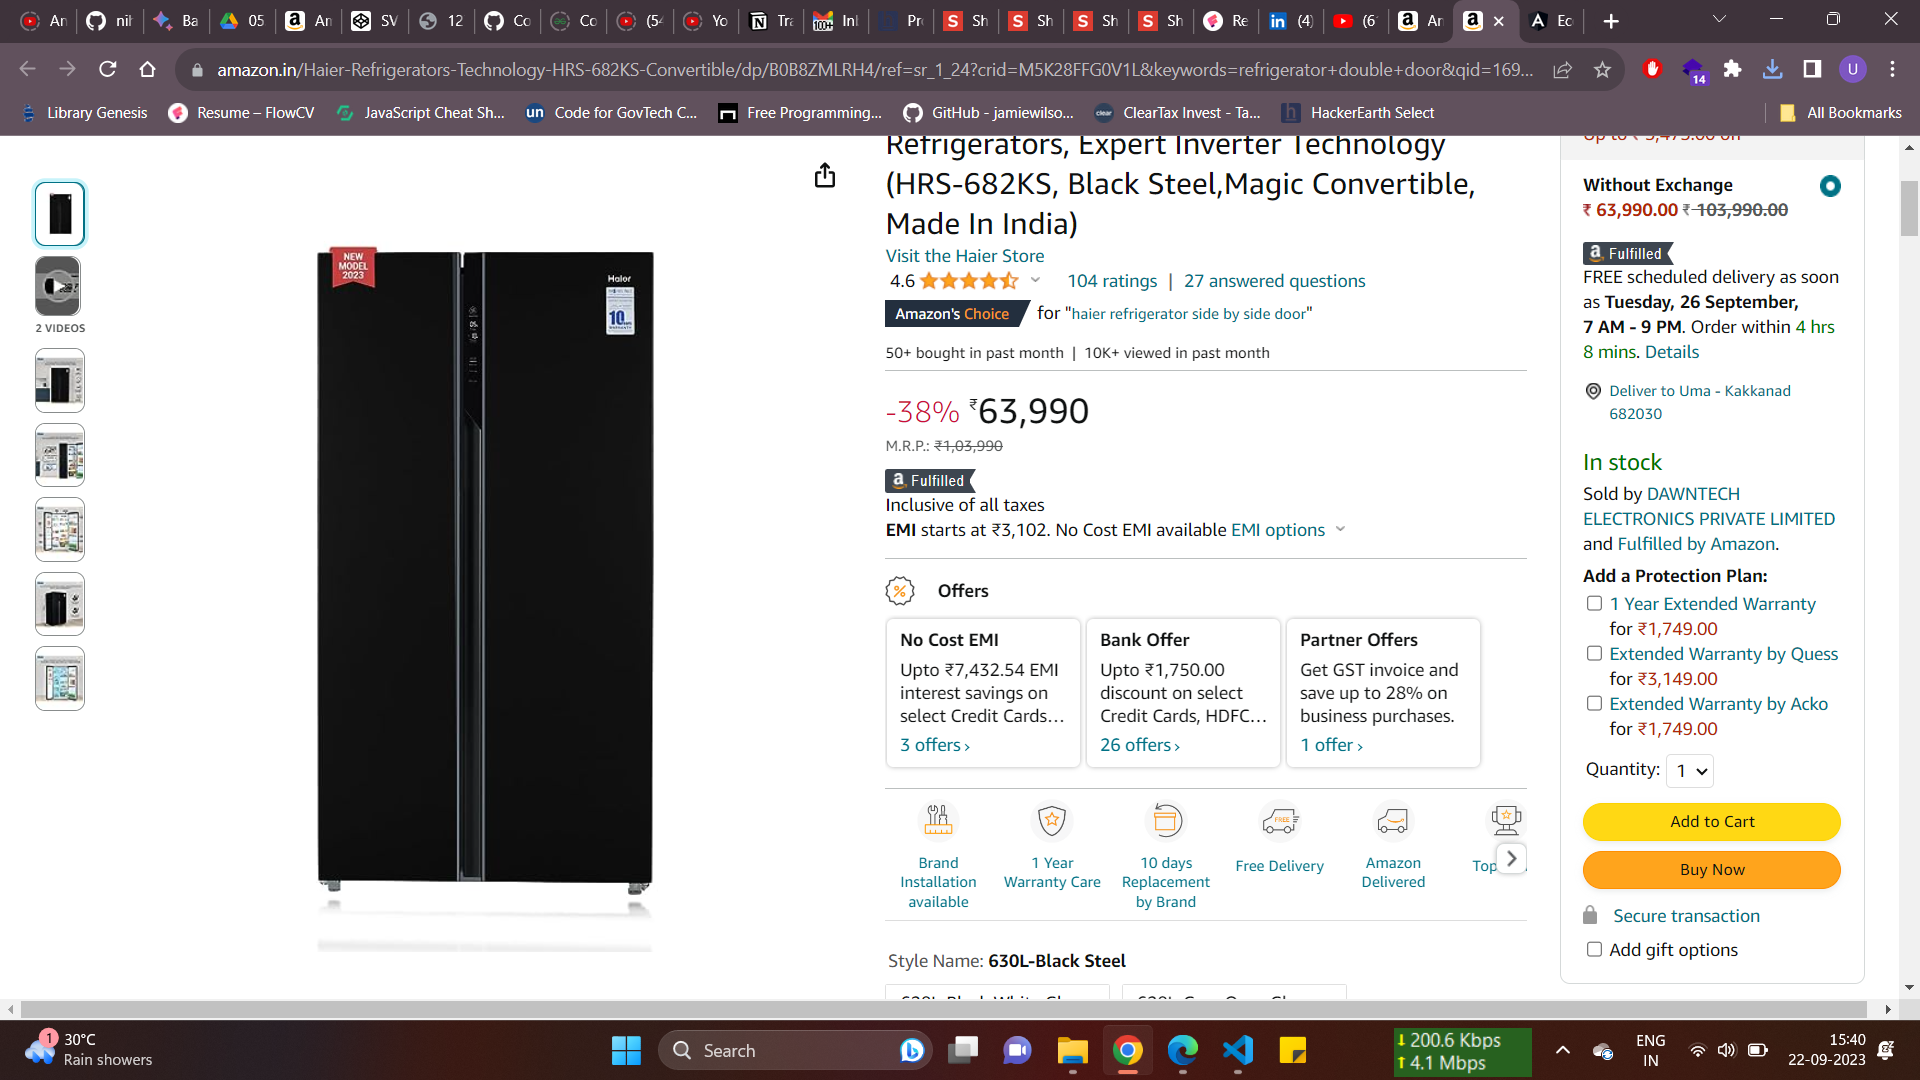 An
nit
Ba
05
An
SV
12
Co
Co
(54
Yo
Tra
Inl
Pr
Sh
Sh
Sh
Sh
Re
(4)
(61
An
Ec
amazon.in/Haier-Refrigerators-Technology-HRS-682KS-Convertible/dp/B0B8ZMLRH4/ref=sr_1_24?crid=M5K28FFG0V1L&keywords=refrigerator+double+door&qid=169...
14
U
Library Genesis
Resume – FlowCV
JavaScript Cheat Sh...
Code for GovTech C...
Free Programming...
GitHub - jamiewilso...
ClearTax Invest - Ta...
HackerEarth Select
All Bookmarks
Refrigerators, Expert Inverter Technology
(HRS-682KS, Black Steel,Magic Convertible,
Made In India)
Visit the Haier Store
4.6
104 ratings | 27 answered questions
Amazon's Choice for "haier refrigerator side by side door"
50+ bought in past month | 10K+ viewed in past month
-38% ₹63,990
M.R.P.: ₹1,03,990
a Fulfilled
Inclusive of all taxes
EMI starts at ₹3,102. No Cost EMI available EMI options
Offers
No Cost EMI
Upto ₹7,432.54 EMI
interest savings on
select Credit Cards...
3 offers ›
Bank Offer
Upto ₹1,750.00
discount on select
Credit Cards, HDFC...
26 offers ›
Partner Offers
Get GST invoice and
save up to 28% on
business purchases.
1 offer ›
Brand
Installation
available
1 Year
Warranty Care
10 days
Replacement
by Brand
FREE
Free Delivery
Amazon
Delivered
Top
Style Name: 630L-Black Steel
2 VIDEOS
NEW
MODEL
2023
Haier
10
WARRANTY
Up to ₹ 5,475.00 off
Without Exchange
₹ 63,990.00 ₹ 103,990.00
a Fulfilled
FREE scheduled delivery as soon
as Tuesday, 26 September,
7 AM - 9 PM. Order within 4 hrs
8 mins. Details
Deliver to Uma - Kakkanad
682030
In stock
Sold by DAWNTECH
ELECTRONICS PRIVATE LIMITED
and Fulfilled by Amazon.
Add a Protection Plan:
1 Year Extended Warranty
for ₹1,749.00
Extended Warranty by Quess
for ₹3,149.00
Extended Warranty by Acko
for ₹1,749.00
Quantity: 1
Add to Cart
Buy Now
Secure transaction
Add gift options
1
30°C
Rain showers
Search
200.6 Kbps
4.1 Mbps
ENG
IN
15:40
22-09-2023